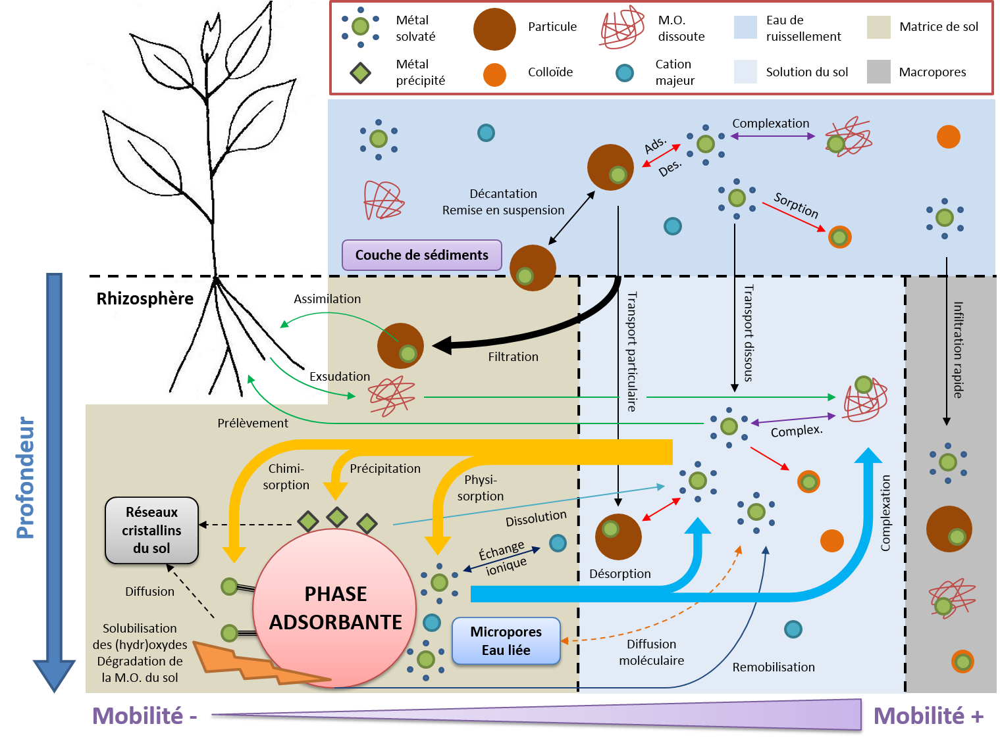 Métal
solvaté
Particule
M.O.
dissoute
Eau de
ruissellement
Matrice de sol
Métal
précipité
Colloïde
Cation
majeur
Solution du sol
Macropores
Complexation
Ads.
Des.
Décantation
Remise en suspension
Sorption
Couche de sédiments
Rhizosphère
Assimilation
Filtration
Transport particulaire
Transport dissous
Infiltration rapide
Exsudation
Prélèvement
Complex.
Profondeur
Chimi-
sorption
Précipitation
Physi-
sorption
Complexation
Réseaux
cristallins
du sol
Dissolution
Échange
ionique
Désorption
Diffusion
PHASE
ADSORBANTE
Solubilisation
des (hydr)oxydes
Dégradation de
la M.O. du sol
Micropores
Eau liée
Diffusion
moléculaire
Remobilisation
Mobilité -
Mobilité +